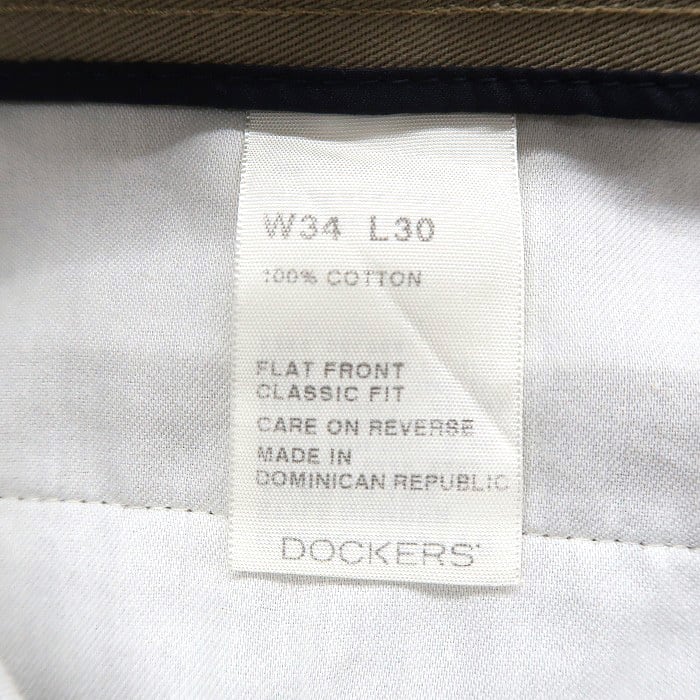 W34 L30
100% COTTON
FLAT FRONT
CLASSIC FIT
CARE ON REVERSE
MADE IN
DOMINICAN REPUBLIC
DOCKERS®